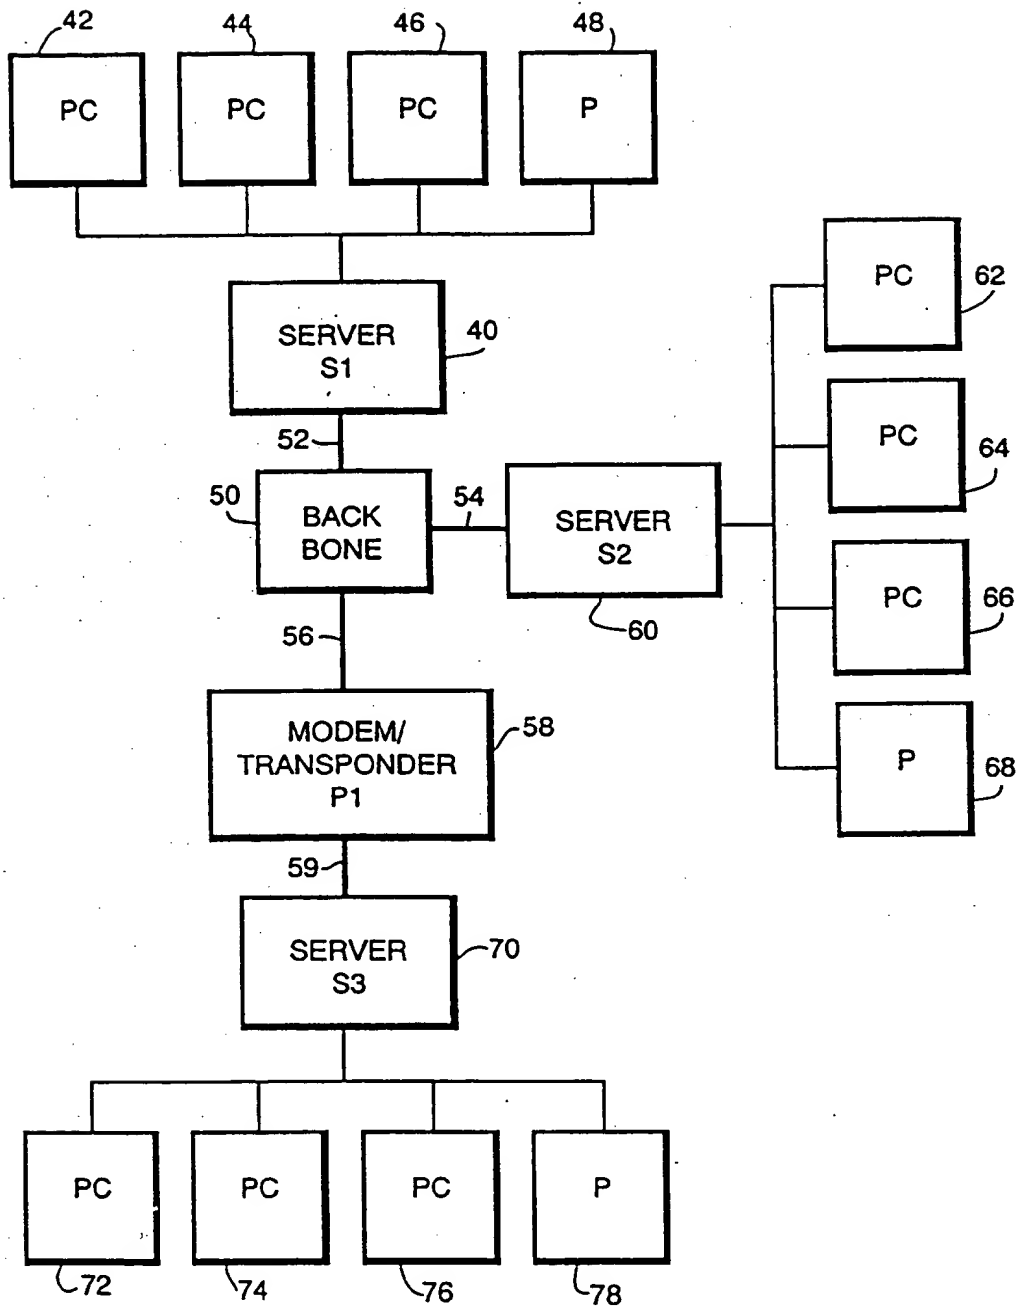 42
44
46
48
PC
PC
PC
P
SERVER
S1
40
52
50
BACK
BONE
54
SERVER
S2
60
PC
62
PC
64
PC
66
P
68
56
MODEM/
TRANSPONDER
P1
58
59
SERVER
S3
70
PC
PC
PC
P
72
74
76
78